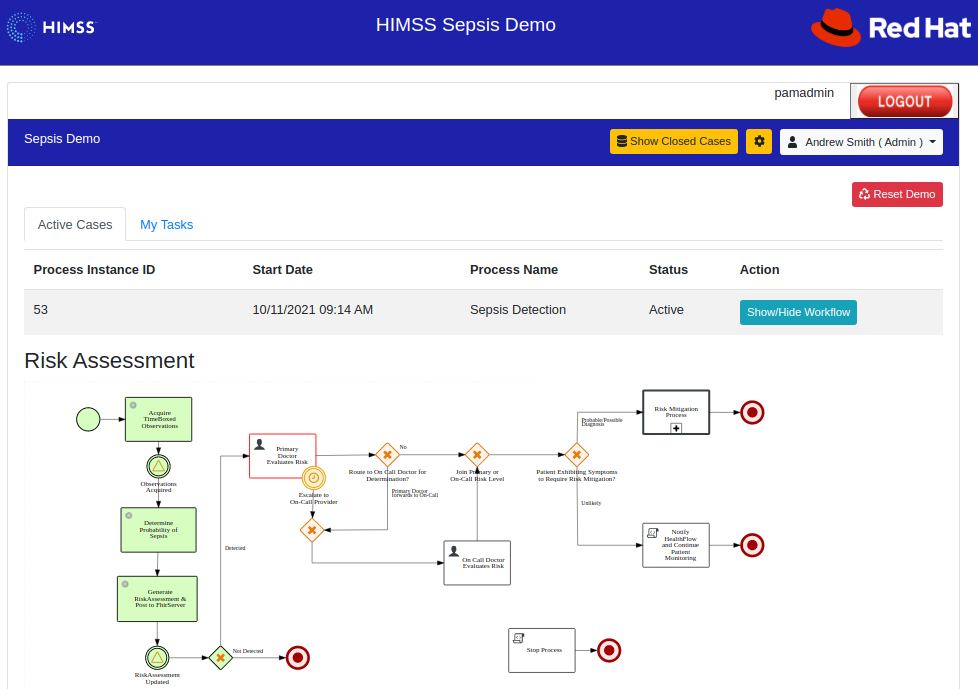 HIMSS
HIMSS Sepsis Demo
Red Hat
pamadmin
LOGOUT
Sepsis Demo
Show Closed Cases
Andrew Smith ( Admin )
Reset Demo
Active Cases
My Tasks
Process Instance ID
Start Date
Process Name
Status
Action
53
10/11/2021 09:14 AM
Sepsis Detection
Active
Show/Hide Workflow
Risk Assessment
Acquire
TimeBoxed
Observations
Observations
Acquired
Determine
Probability of
Sepsis
Generate
RiskAssessment &
Post to FhirServer
RiskAssessment
Updated
Detected
Not Detected
Primary
Doctor
Evaluates Risk
Escalate to
On-Call Provider
No
Route to On Call Doctor for
Determination?
Primary Doctor
forwards to On-Call
Join Primary or
On-Call Risk Level
On Call Doctor
Evaluates Risk
Patient Exhibiting Symptoms
to Require Risk Mitigation?
Probable/Possible
Diagnosis
Unlikely
Risk Mitigation
Process
Notify
HealthFlow
and Continue
Patient
Monitoring
Stop Process